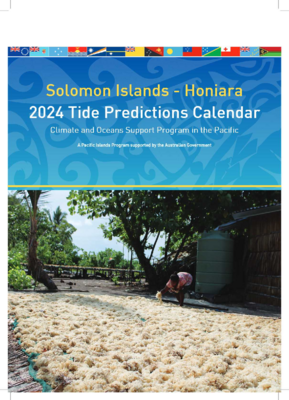 Solomon Islands - Honiara
2024 Tide Predictions Calendar
Climate and Oceans Support Program in the Pacific
A Pacific Islands Program supported by the Australian Government